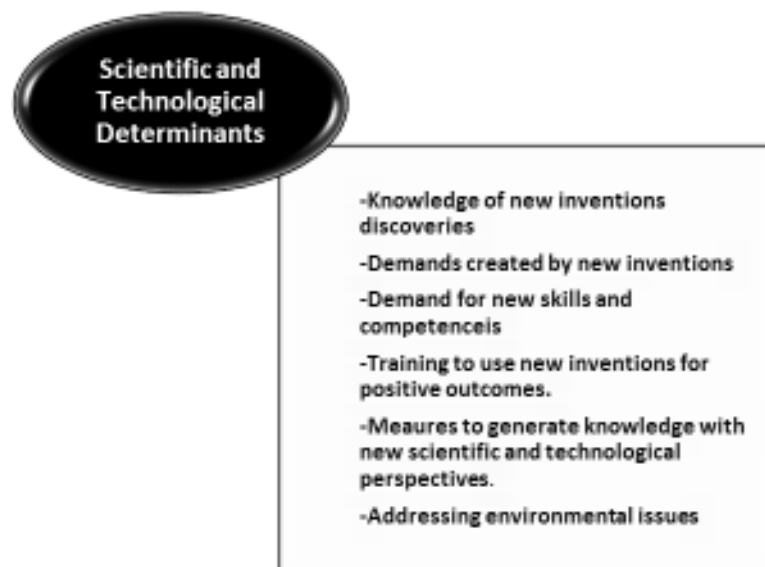 Scientific and
Technological
Determinants
-Knowledge of new inventions
discoveries
-Demands created by new inventions
-Demand for new skills and
competenceis
-Training to use new inventions for
positive outcomes.
-Meaures to generate knowledge with
new scientific and technological
perspectives.
-Addressing environmental issues